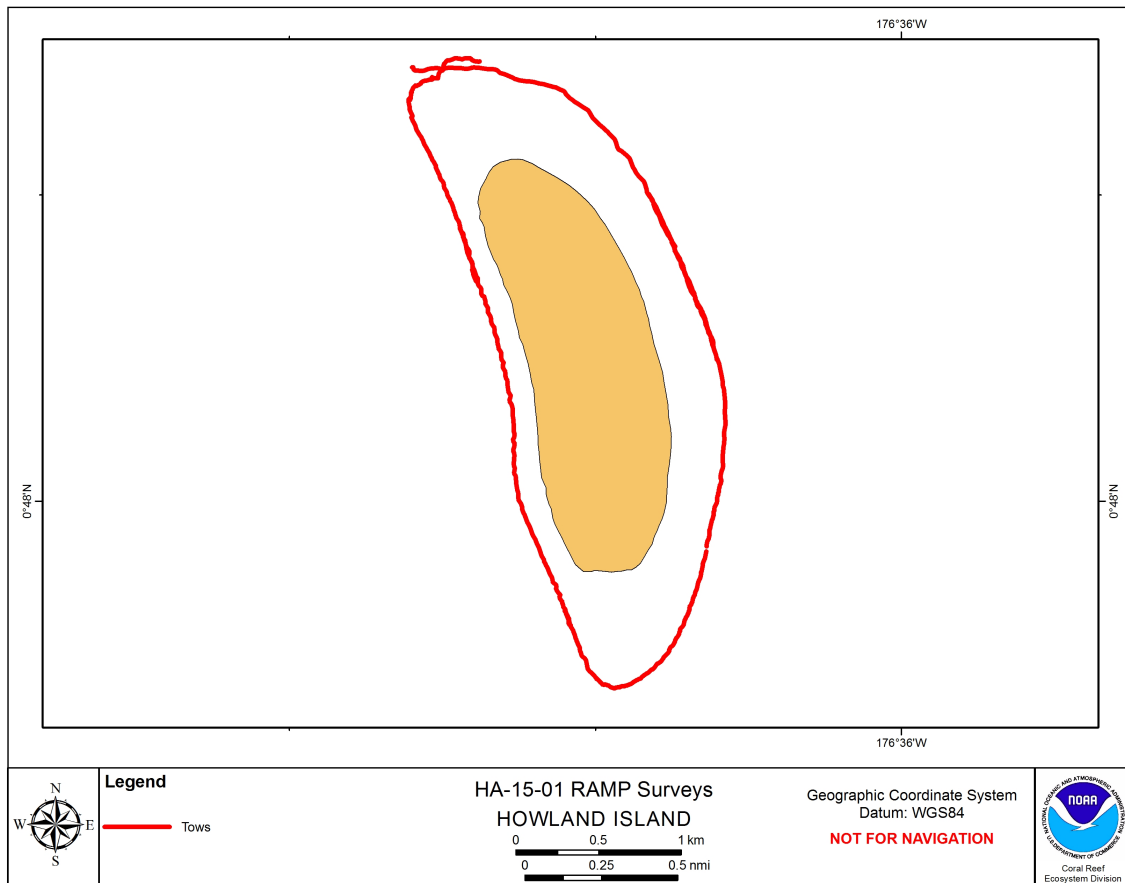 176°36'W
0°48'N
0°48'N
176°36'W
N
W
E
S
Legend
Tows
HA-15-01 RAMP Surveys
HOWLAND ISLAND
0 0.5 1 km
0 0.25 0.5 nmi
Geographic Coordinate System
Datum: WGS84
NOT FOR NAVIGATION
NATIONAL OCEANIC AND ATMOSPHERIC ADMINISTRATION
NOAA
U.S. DEPARTMENT OF COMMERCE
Coral Reef
Ecosystem Division